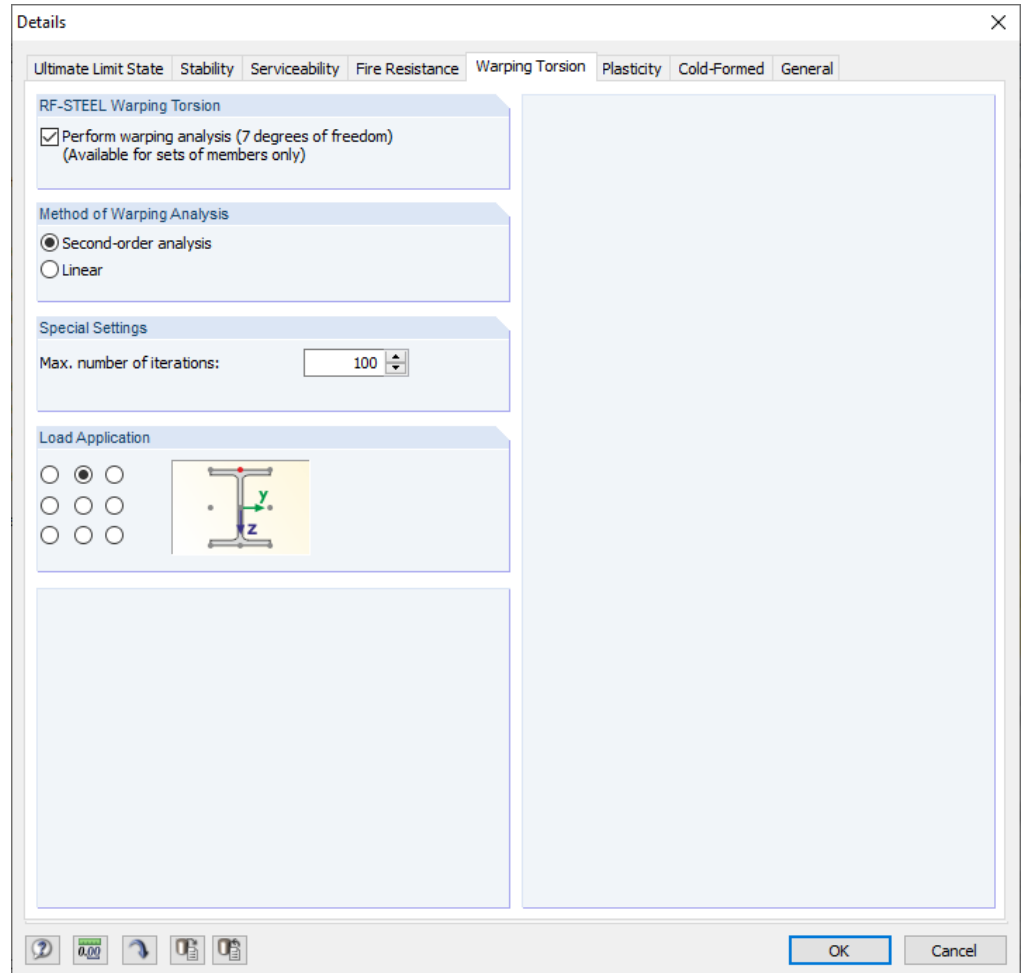 Details
Ultimate Limit State Stability Serviceability Fire Resistance Warping Torsion Plasticity Cold-Formed General
RF-STEEL Warping Torsion
Perform warping analysis (7 degrees of freedom)
(Available for sets of members only)
Method of Warping Analysis
Second-order analysis
Linear
Special Settings
Max. number of iterations: 100
Load Application
y
z
0.00
OK Cancel